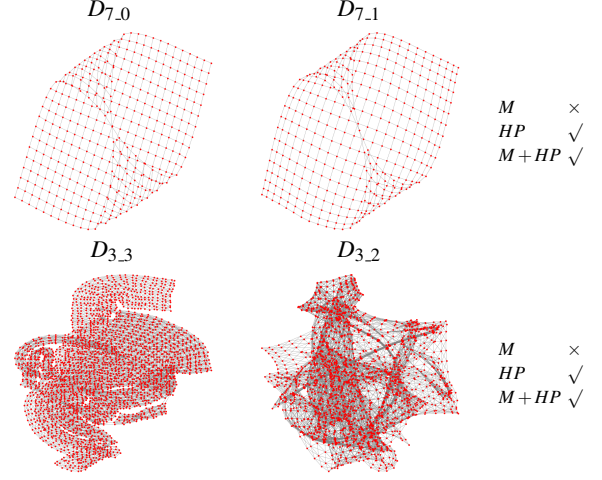 D7_0 D7_1
M ×
HP √
M + HP √
D3_3 D3_2
M ×
HP √
M + HP √